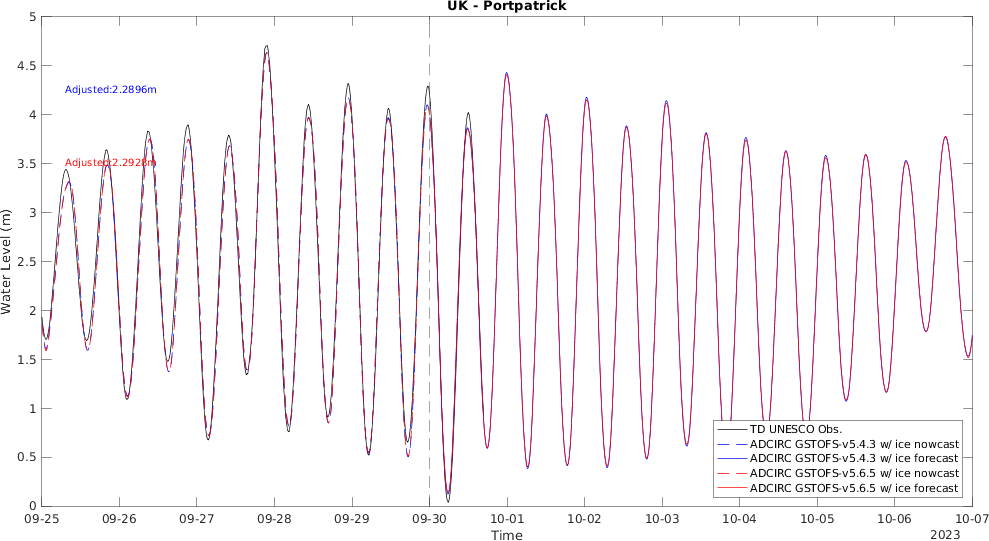 UK - Portpatrick
5
4.5
4
3.5
3
2.5
2
1.5
1
0.5
0
Water Level (m)
Adjusted:2.2896m
Adjusted:2.2928m
TD UNESCO Obs.
ADCIRC GSTOFS-v5.4.3 w/ ice nowcast
ADCIRC GSTOFS-v5.4.3 w/ ice forecast
ADCIRC GSTOFS-v5.6.5 w/ ice nowcast
ADCIRC GSTOFS-v5.6.5 w/ ice forecast
09-25 09-26 09-27 09-28 09-29 09-30 10-01 10-02 10-03 10-04 10-05 10-06 10-07
Time
2023